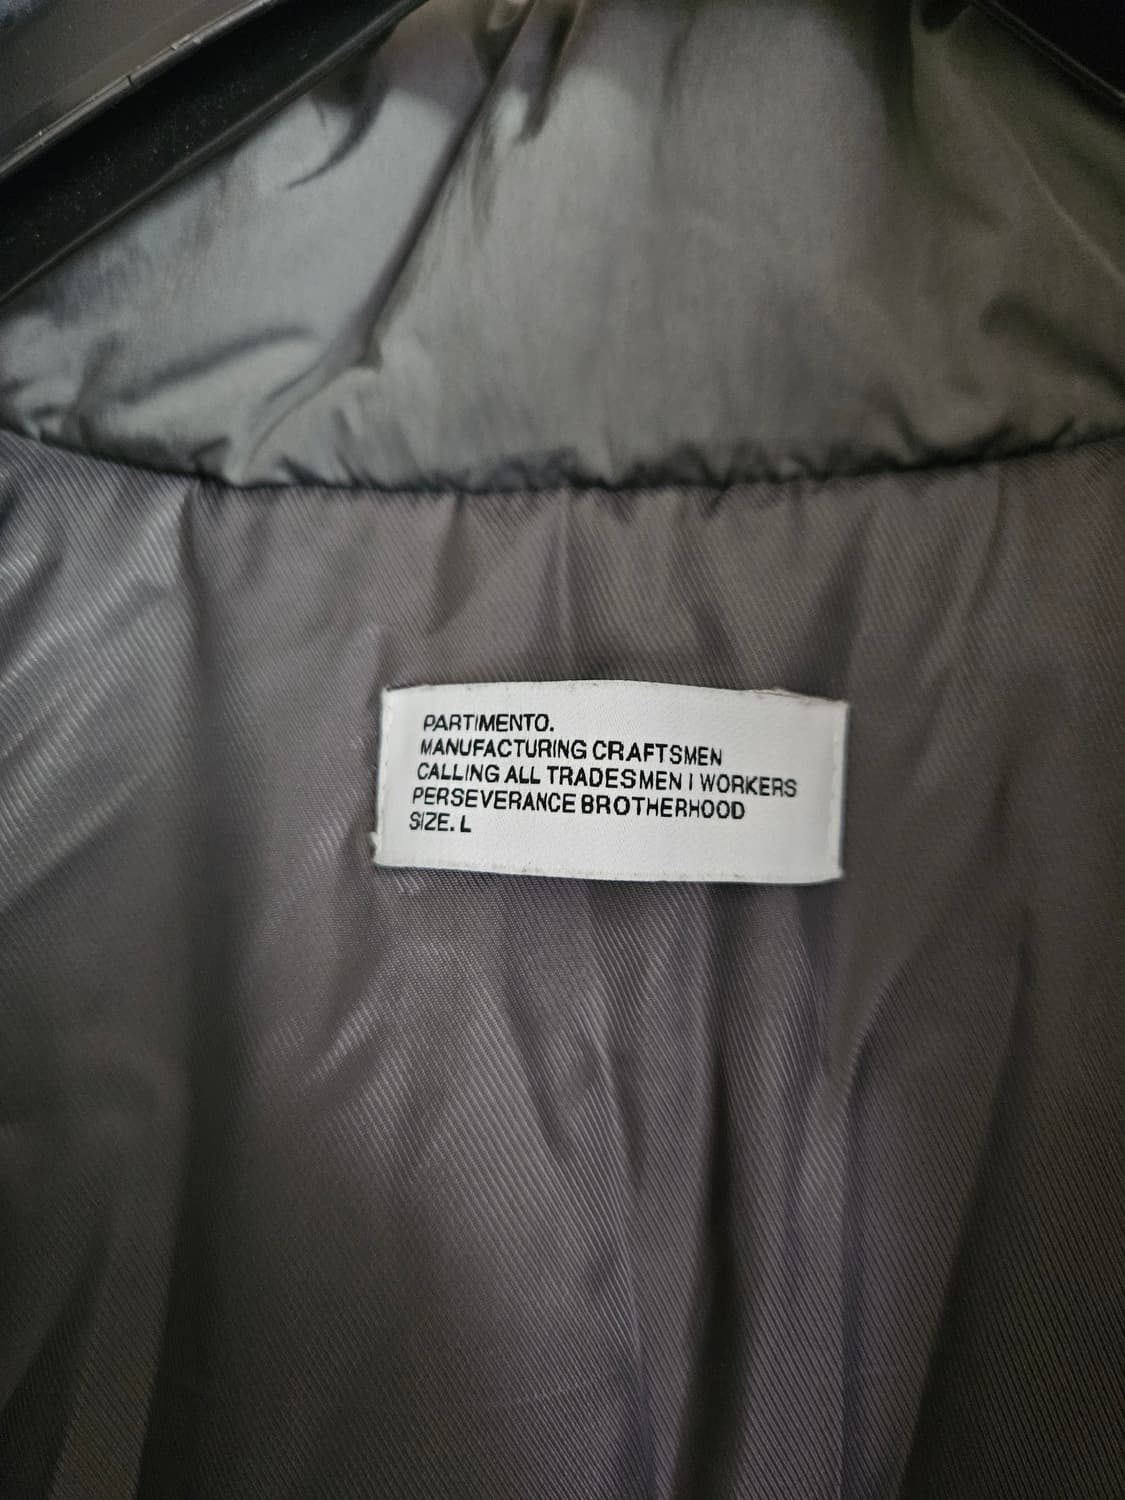 PARTIMENTO.
MANUFACTURING CRAFTSMEN
CALLING ALL TRADESMEN I WORKERS
PERSEVERANCE BROTHERHOOD
SIZE. L